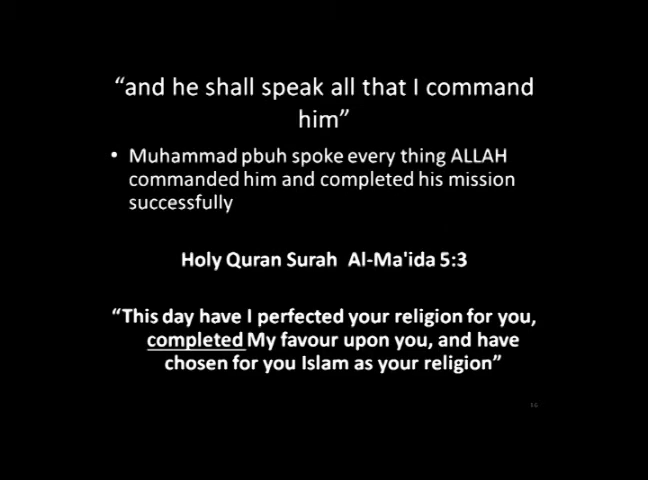 “and he shall speak all that I command
him”
• Muhammad pbuh spoke every thing ALLAH
commanded him and completed his mission
successfully
Holy Quran Surah Al-Ma'ida 5:3
“This day have I perfected your religion for you,
completed My favour upon you, and have
chosen for you Islam as your religion”